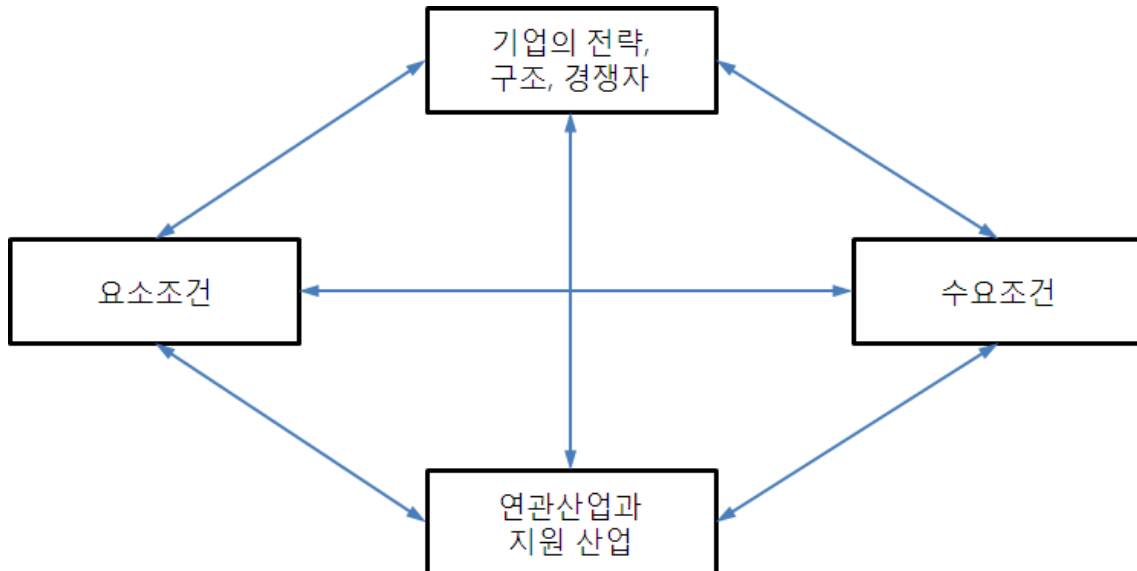 기업의 전략,
구조, 경쟁자
요소조건
수요조건
연관산업과
지원 산업